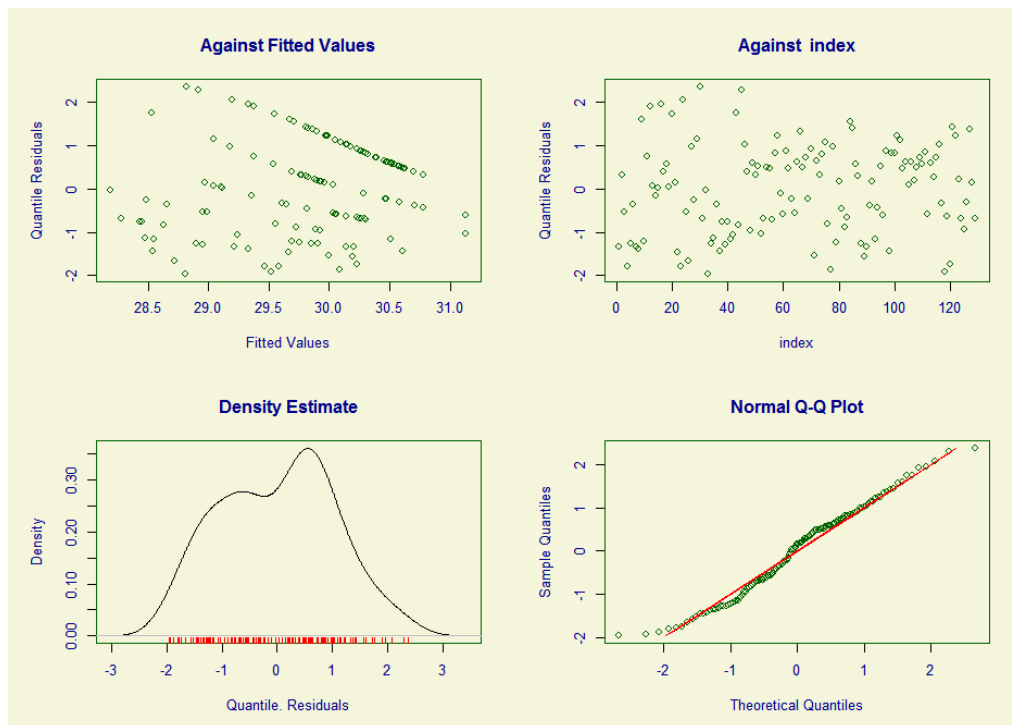 Against Fitted Values
Quantile Residuals
-2 -1 0 1 2
28.5 29.0 29.5 30.0 30.5 31.0
Fitted Values
Against index
Quantile Residuals
-2 -1 0 1 2
0 20 40 60 80 100 120
index
Density Estimate
Density
0.00 0.10 0.20 0.30
-3 -2 -1 0 1 2 3
Quantile. Residuals
Normal Q-Q Plot
Sample Quantiles
-2 -1 0 1 2
-2 -1 0 1 2
Theoretical Quantiles